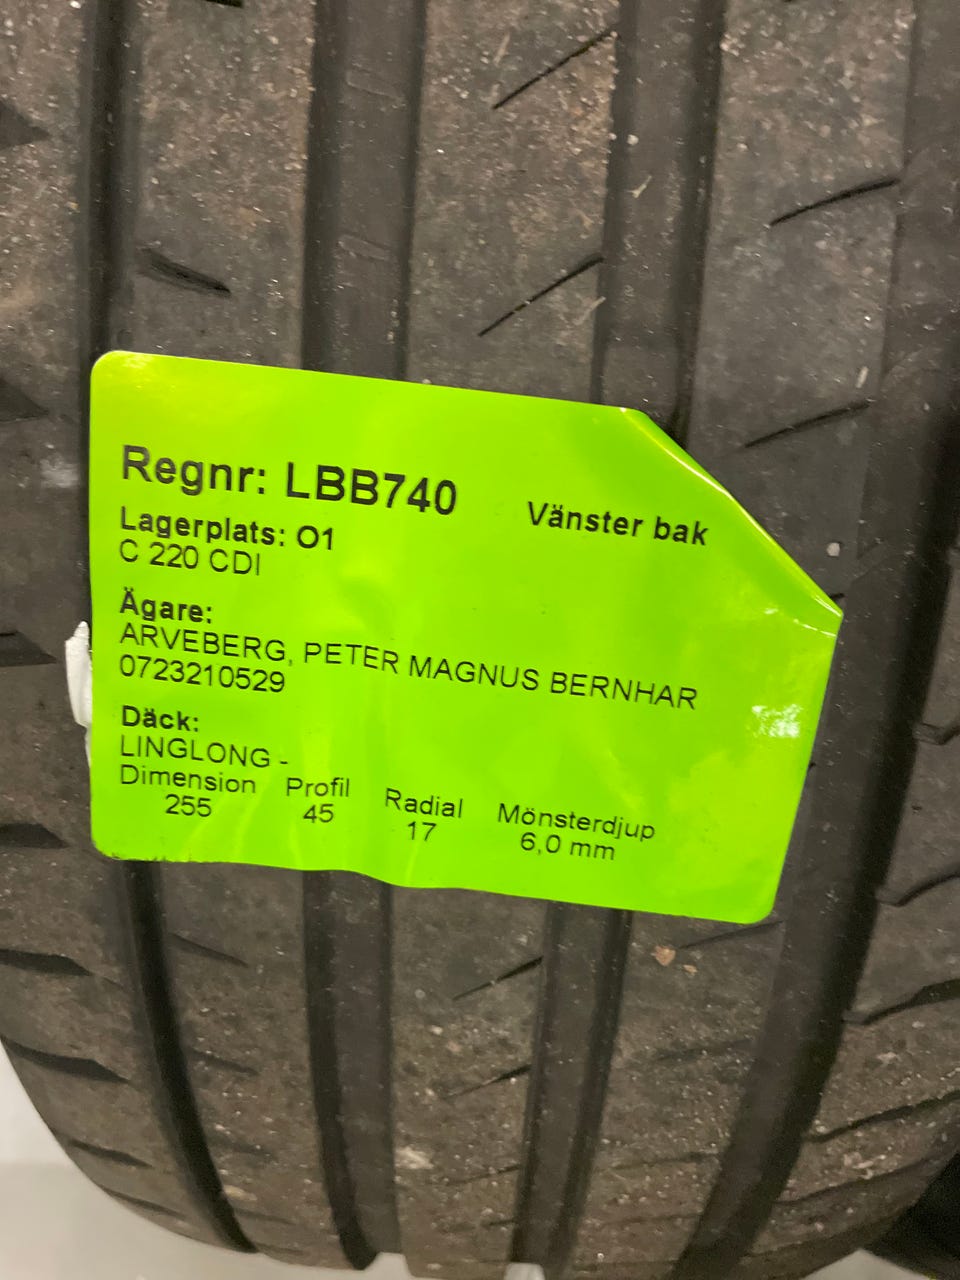 Regnr: LBB740
Vänster bak
Lagerplats: O1
C 220 CDI
Ägare:
ARVEBERG, PETER MAGNUS BERNHAR
0723210529
Däck:
LINGLONG -
Dimension Profil Radial Mönsterdjup
255 45 17 6,0 mm